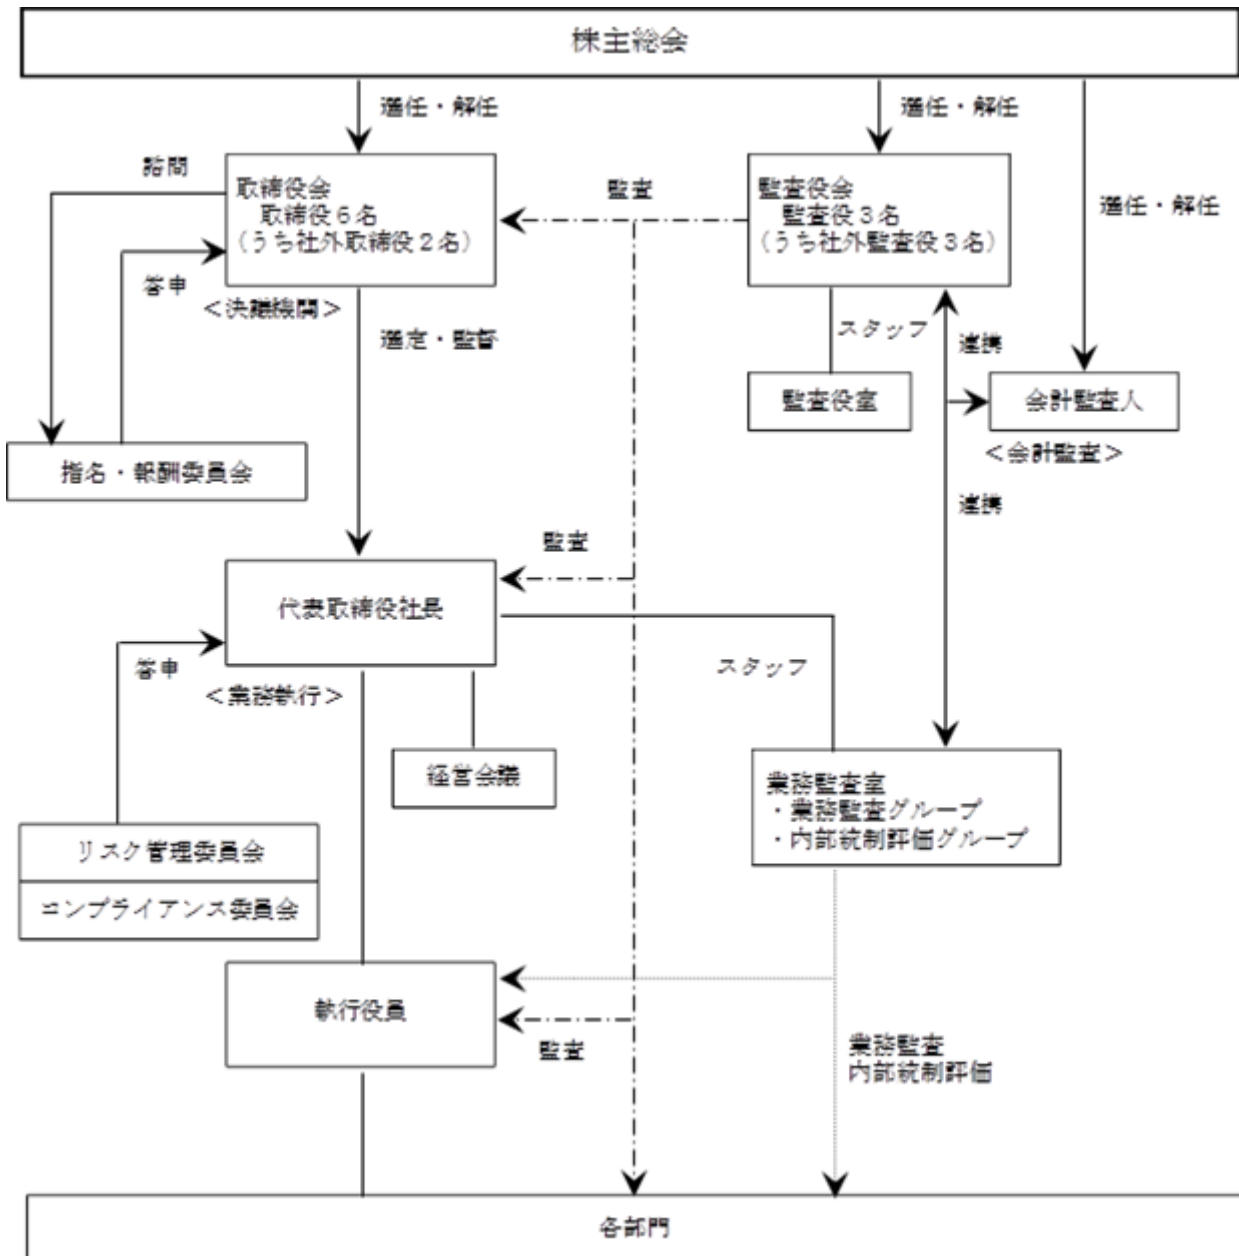 株主総会
選任・解任
選任・解任
選任・解任
諮問
取締役会
取締役６名
（うち社外取締役２名）
監査
監査役会
監査役３名
（うち社外監査役３名）
答申
＜決議機関＞
選定・監督
スタッフ
連携
監査役室
会計監査人
＜会計監査＞
指名・報酬委員会
連携
監査
代表取締役社長
答申
＜業務執行＞
スタッフ
経営会議
業務監査室
・業務監査グループ
・内部統制評価グループ
リスク管理委員会
コンプライアンス委員会
執行役員
監査
業務監査
内部統制評価
各部門